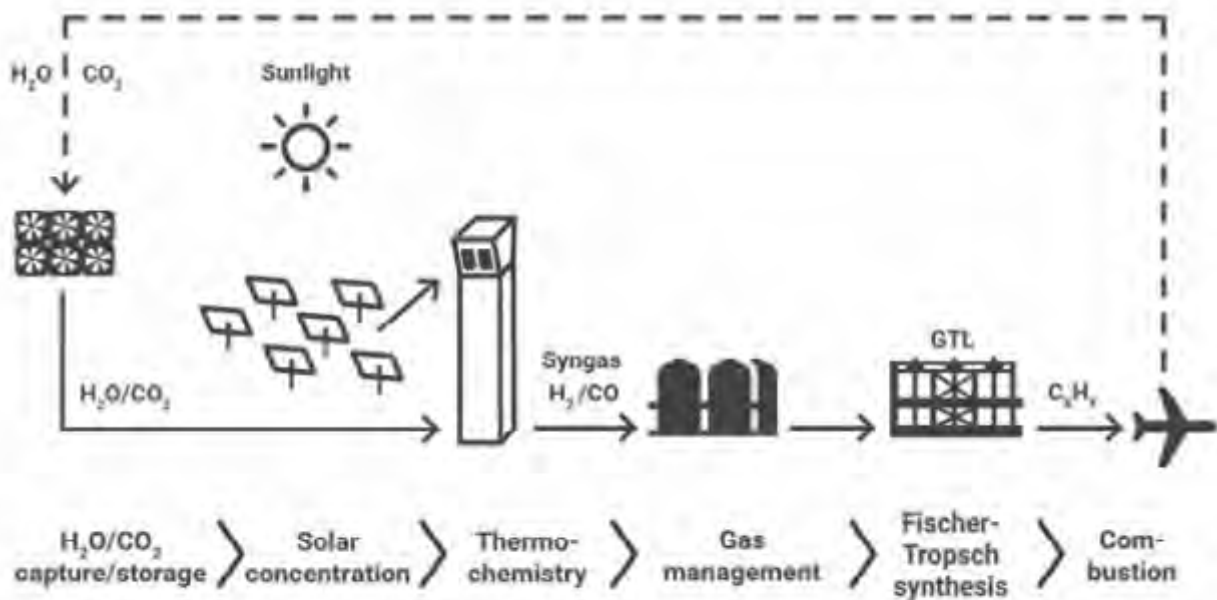 H₂O CO₂
Sunlight
GTL
Syngas
H₂/CO
H₂O/CO₂
CₓHᵧ
H₂O/CO₂
capture/storage
Solar
concentration
Thermo-
chemistry
Gas
management
Fischer-
Tropsch
synthesis
Com-
bustion